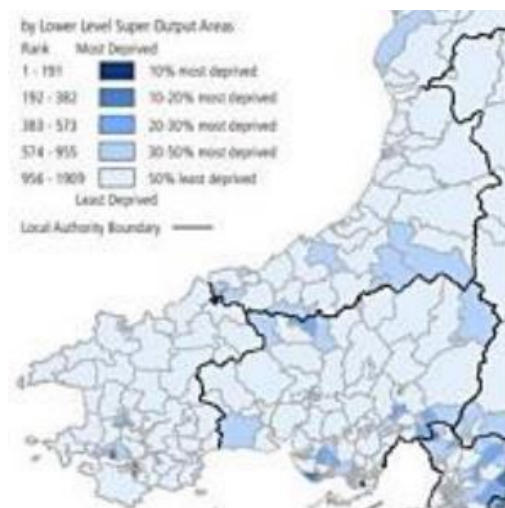 by Lower Level Super Output Areas
Rank Most Deprived
1 - 191 10% most deprived
192 - 382 10-20% most deprived
383 - 573 20-30% most deprived
574 - 955 30-50% most deprived
956 - 1909 50% least deprived
Least Deprived
Local Authority Boundary